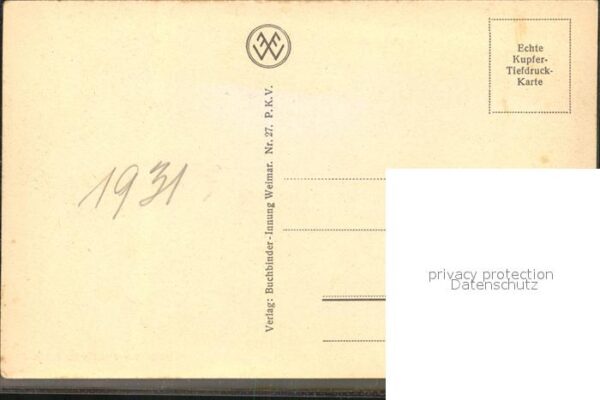 Echte
Kupfer-
Tiefdruck-
Karte
1931
Verlag: Buchbinder-Innung Weimar. Nr. 27. P. K. V.
privacy protection
Datenschutz